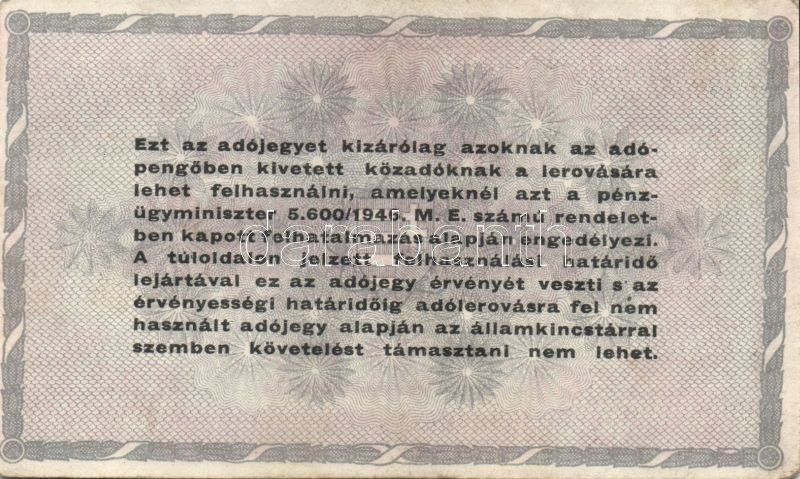 Ezt az adójegyet kizárólag azoknak az adó-
pengőben kivetett közadóknak a lerovására
lehet felhasználni, amelyeknél azt a pénz-
ügyminiszter 5.600/1946. M. E. számú rendelet-
ben kapott felhatalmazás alapján engedélyezi.
A túloldalon jelzett felhasználási határidő
lejártával ez az adójegy érvényét veszti s az
érvényességi határidőig adólerovásra fel nem
használt adójegy alapján az államkincstárral
szemben követelést támasztani nem lehet.
darabanth